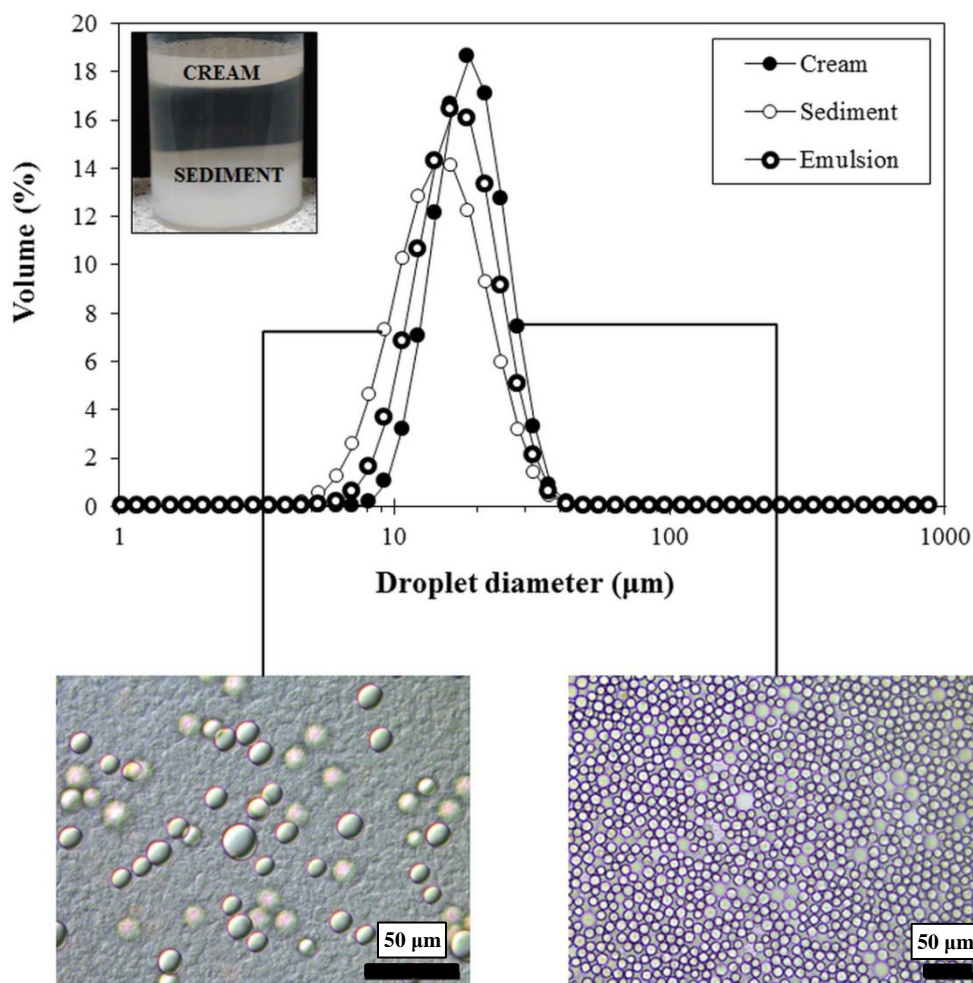 20
18
16
14
12
10
8
6
4
2
0
Volume (%)
CREAM
SEDIMENT
Cream
Sediment
Emulsion
1 10 100 1000
Droplet diameter (µm)
50 µm
50 µm